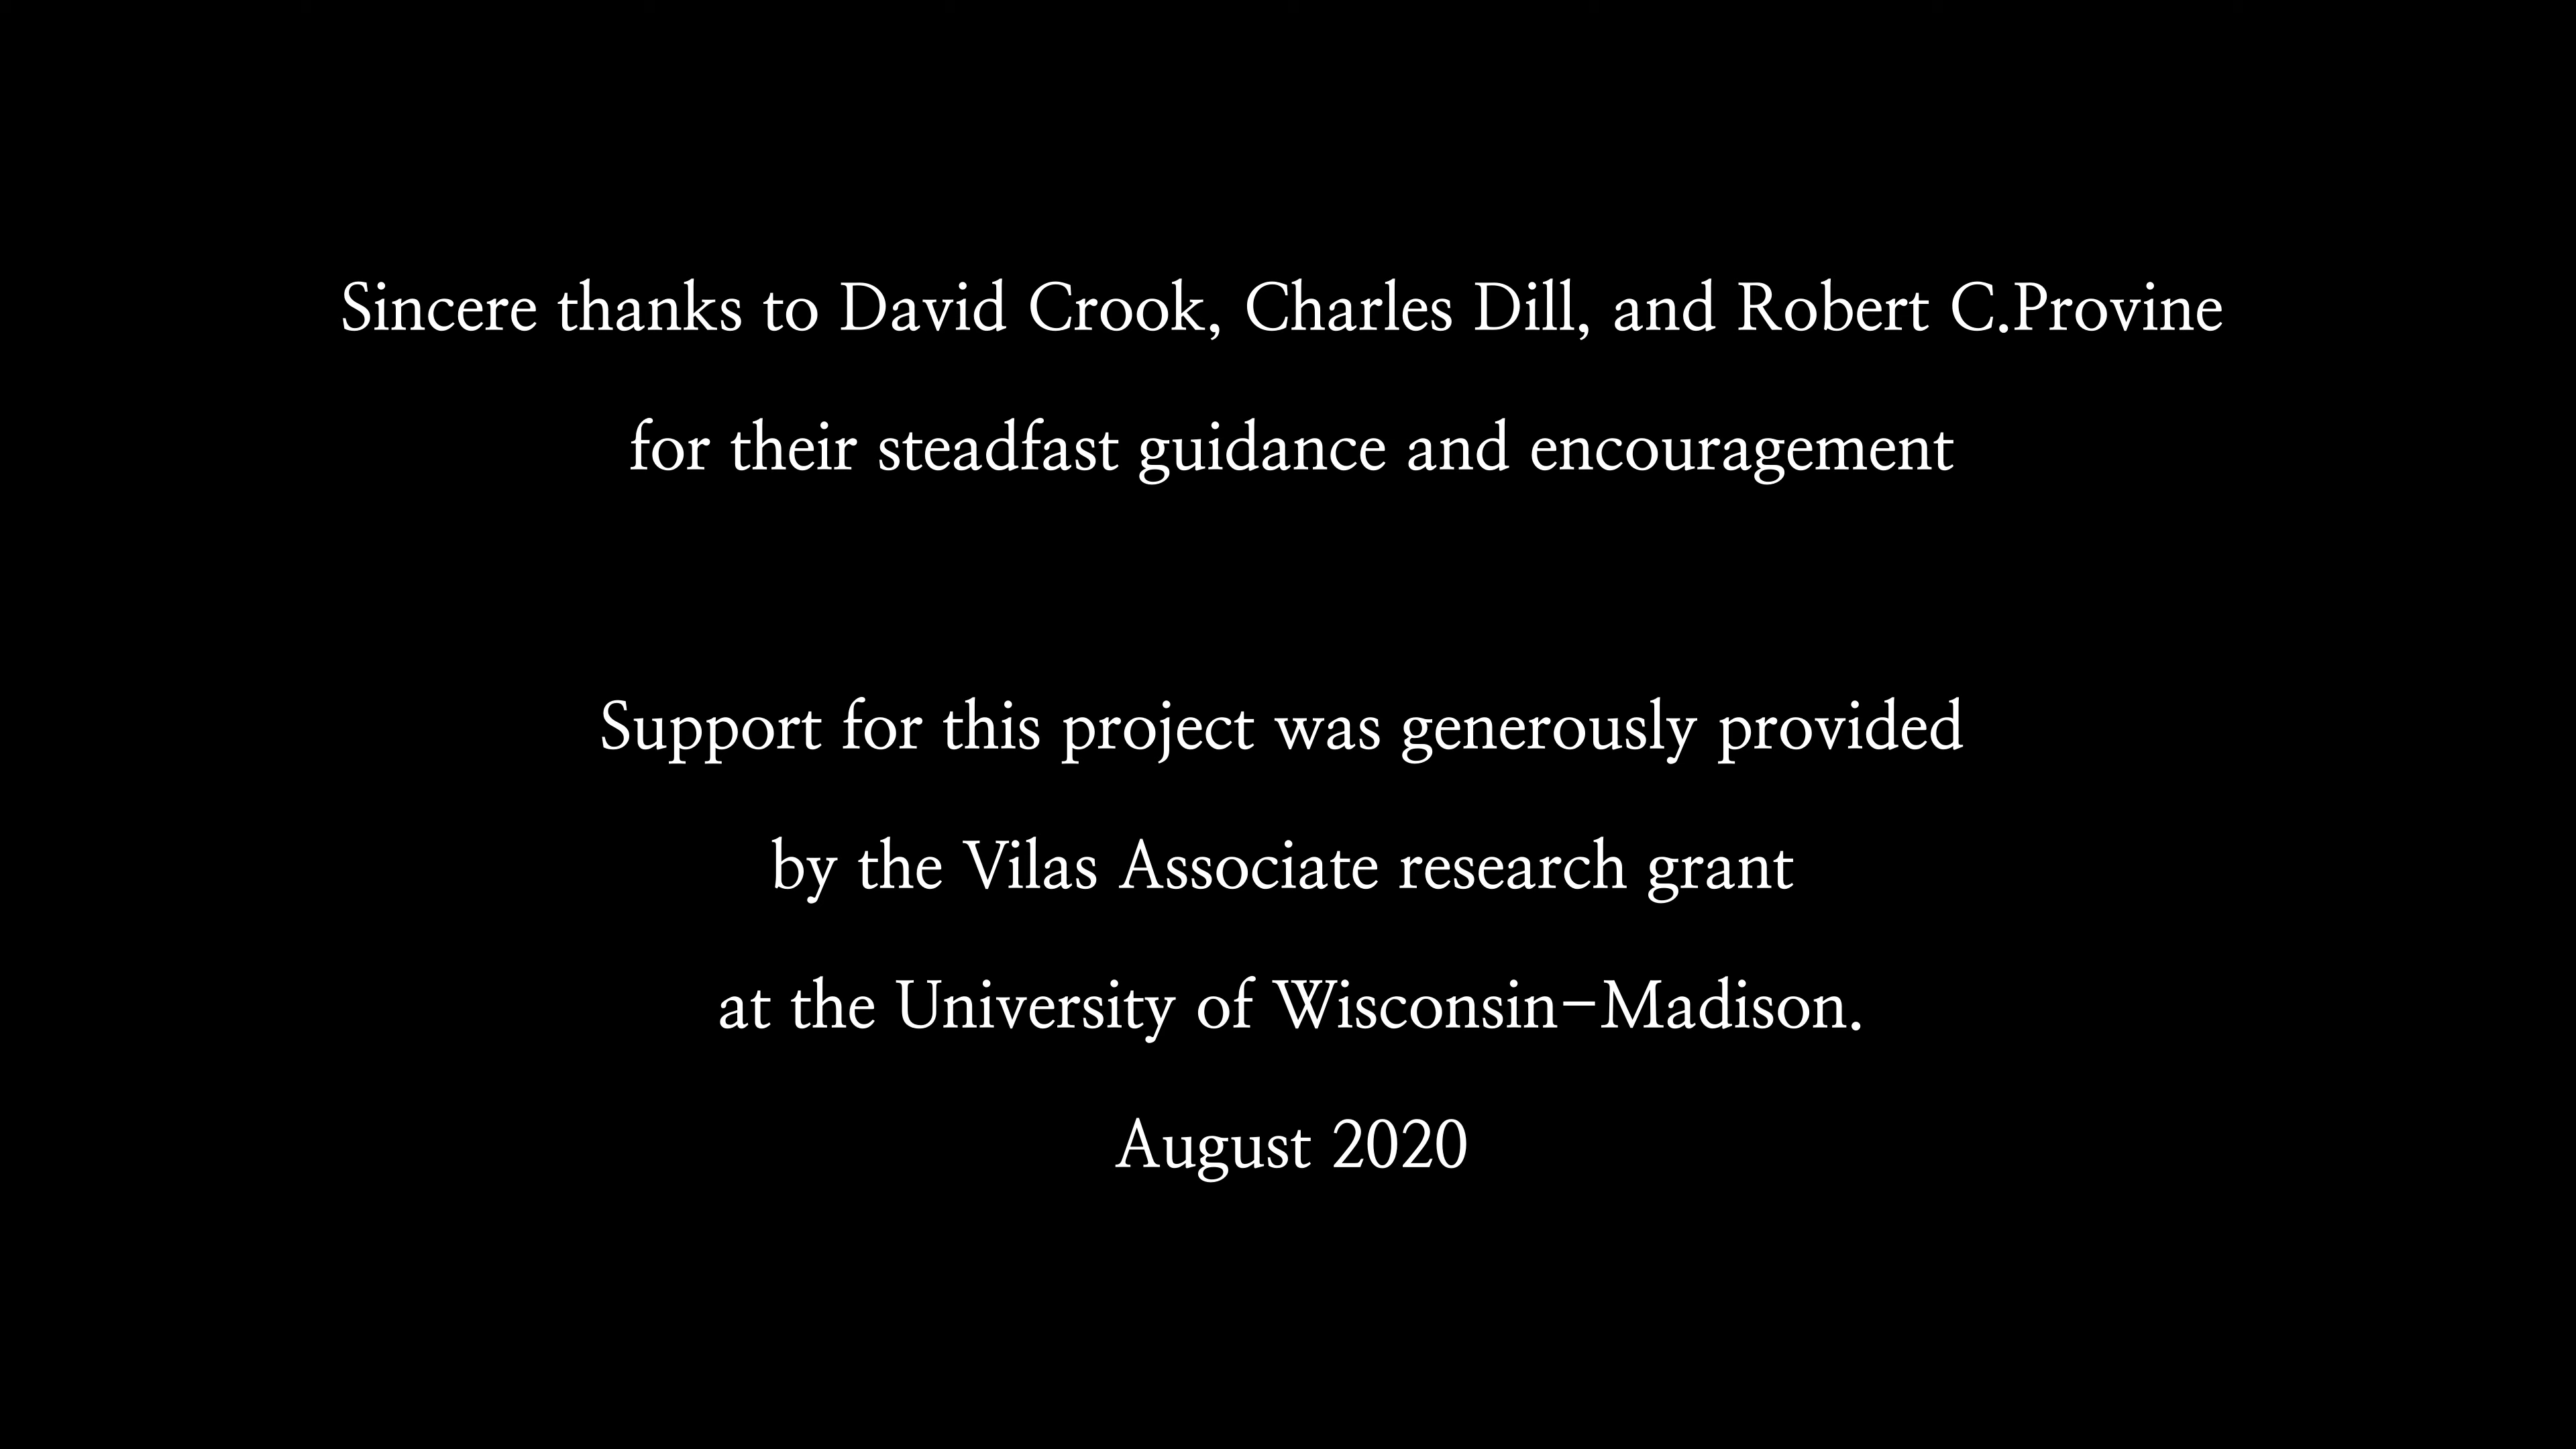 Sincere thanks to David Crook, Charles Dill, and Robert C.Provine
for their steadfast guidance and encouragement
Support for this project was generously provided
by the Vilas Associate research grant
at the University of Wisconsin-Madison.
August 2020